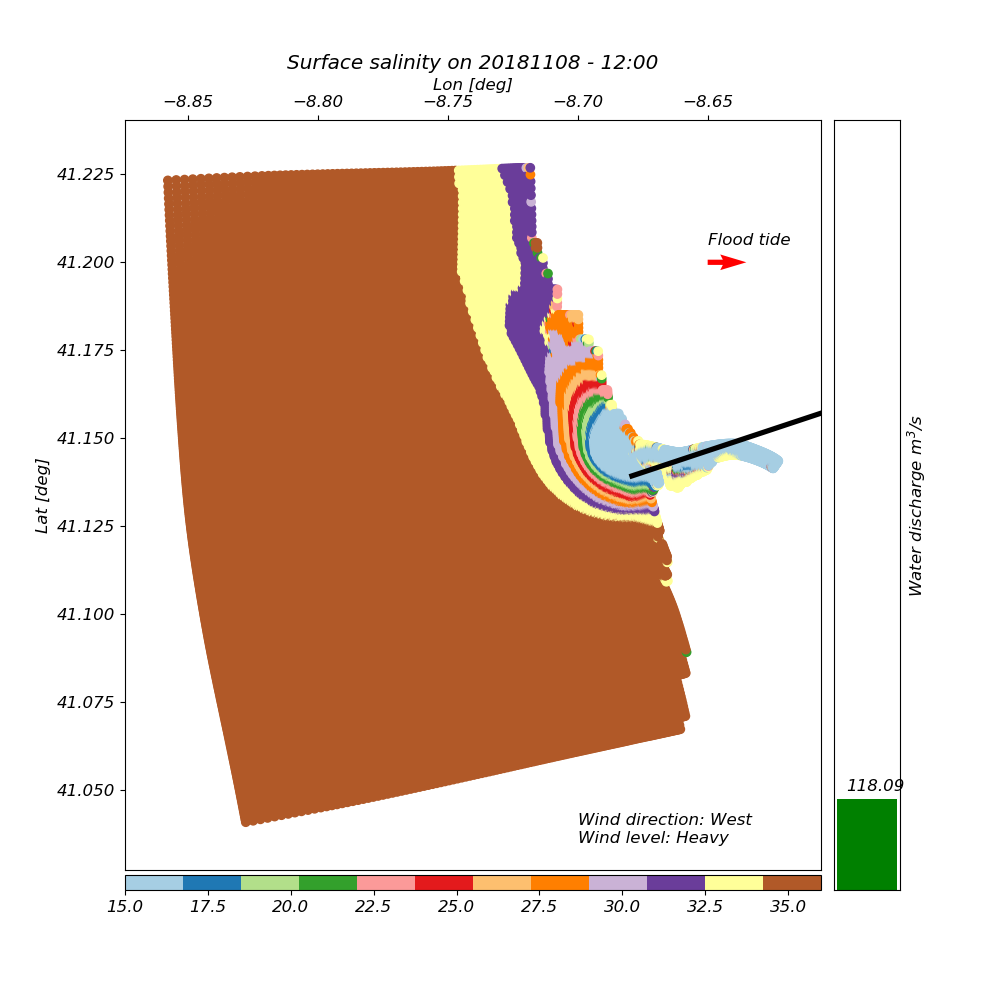 Surface salinity on 20181108 - 12:00
Lon [deg]
−8.85 −8.80 −8.75 −8.70 −8.65
41.225
41.200
41.175
41.150
41.125
41.100
41.075
41.050
Lat [deg]
Flood tide
Wind direction: West
Wind level: Heavy
118.09
Water discharge m³/s
15.0 17.5 20.0 22.5 25.0 27.5 30.0 32.5 35.0